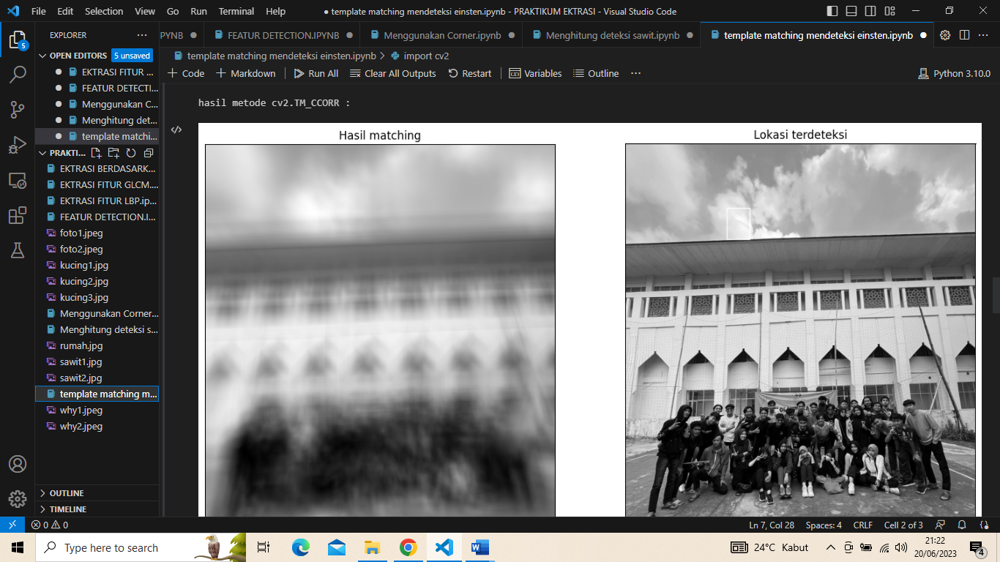 File Edit Selection View Go Run Terminal Help
● template matching mendeteksi einsten.ipynb - PRAKTIKUM EKTRASI - Visual Studio Code
EXPLORER
PYNB
FEATUR DETECTION.IPYNB
Menggunakan Corner.ipynb
Menghitung deteksi sawit.ipynb
template matching mendeteksi einsten.ipynb
5
OPEN EDITORS
5 unsaved
EKTRASI FITUR ...
FEATUR DETECTI...
Menggunakan C...
Menghitung det...
template matchi...
template matching mendeteksi einsten.ipynb > import cv2
Code
Markdown
Run All
Clear All Outputs
Restart
Variables
Outline
Python 3.10.0
PRAKTI...
EKTRASI BERDASARK...
EKTRASI FITUR GLCM....
EKTRASI FITUR LBP.ip...
FEATUR DETECTION.I...
foto1.jpeg
foto2.jpeg
kucing1.jpg
kucing2.jpg
kucing3.jpg
Menggunakan Corner...
Menghitung deteksi s...
rumah.jpg
sawit1.jpg
sawit2.jpg
template matching m...
why1.jpeg
why2.jpeg
OUTLINE
TIMELINE
hasil metode cv2.TM_CCORR :
Hasil matching
Lokasi terdeteksi
0 0
Ln 7, Col 28
Spaces: 4
CRLF
Cell 2 of 3
Type here to search
24°C Kabut
21:22
20/06/2023
4